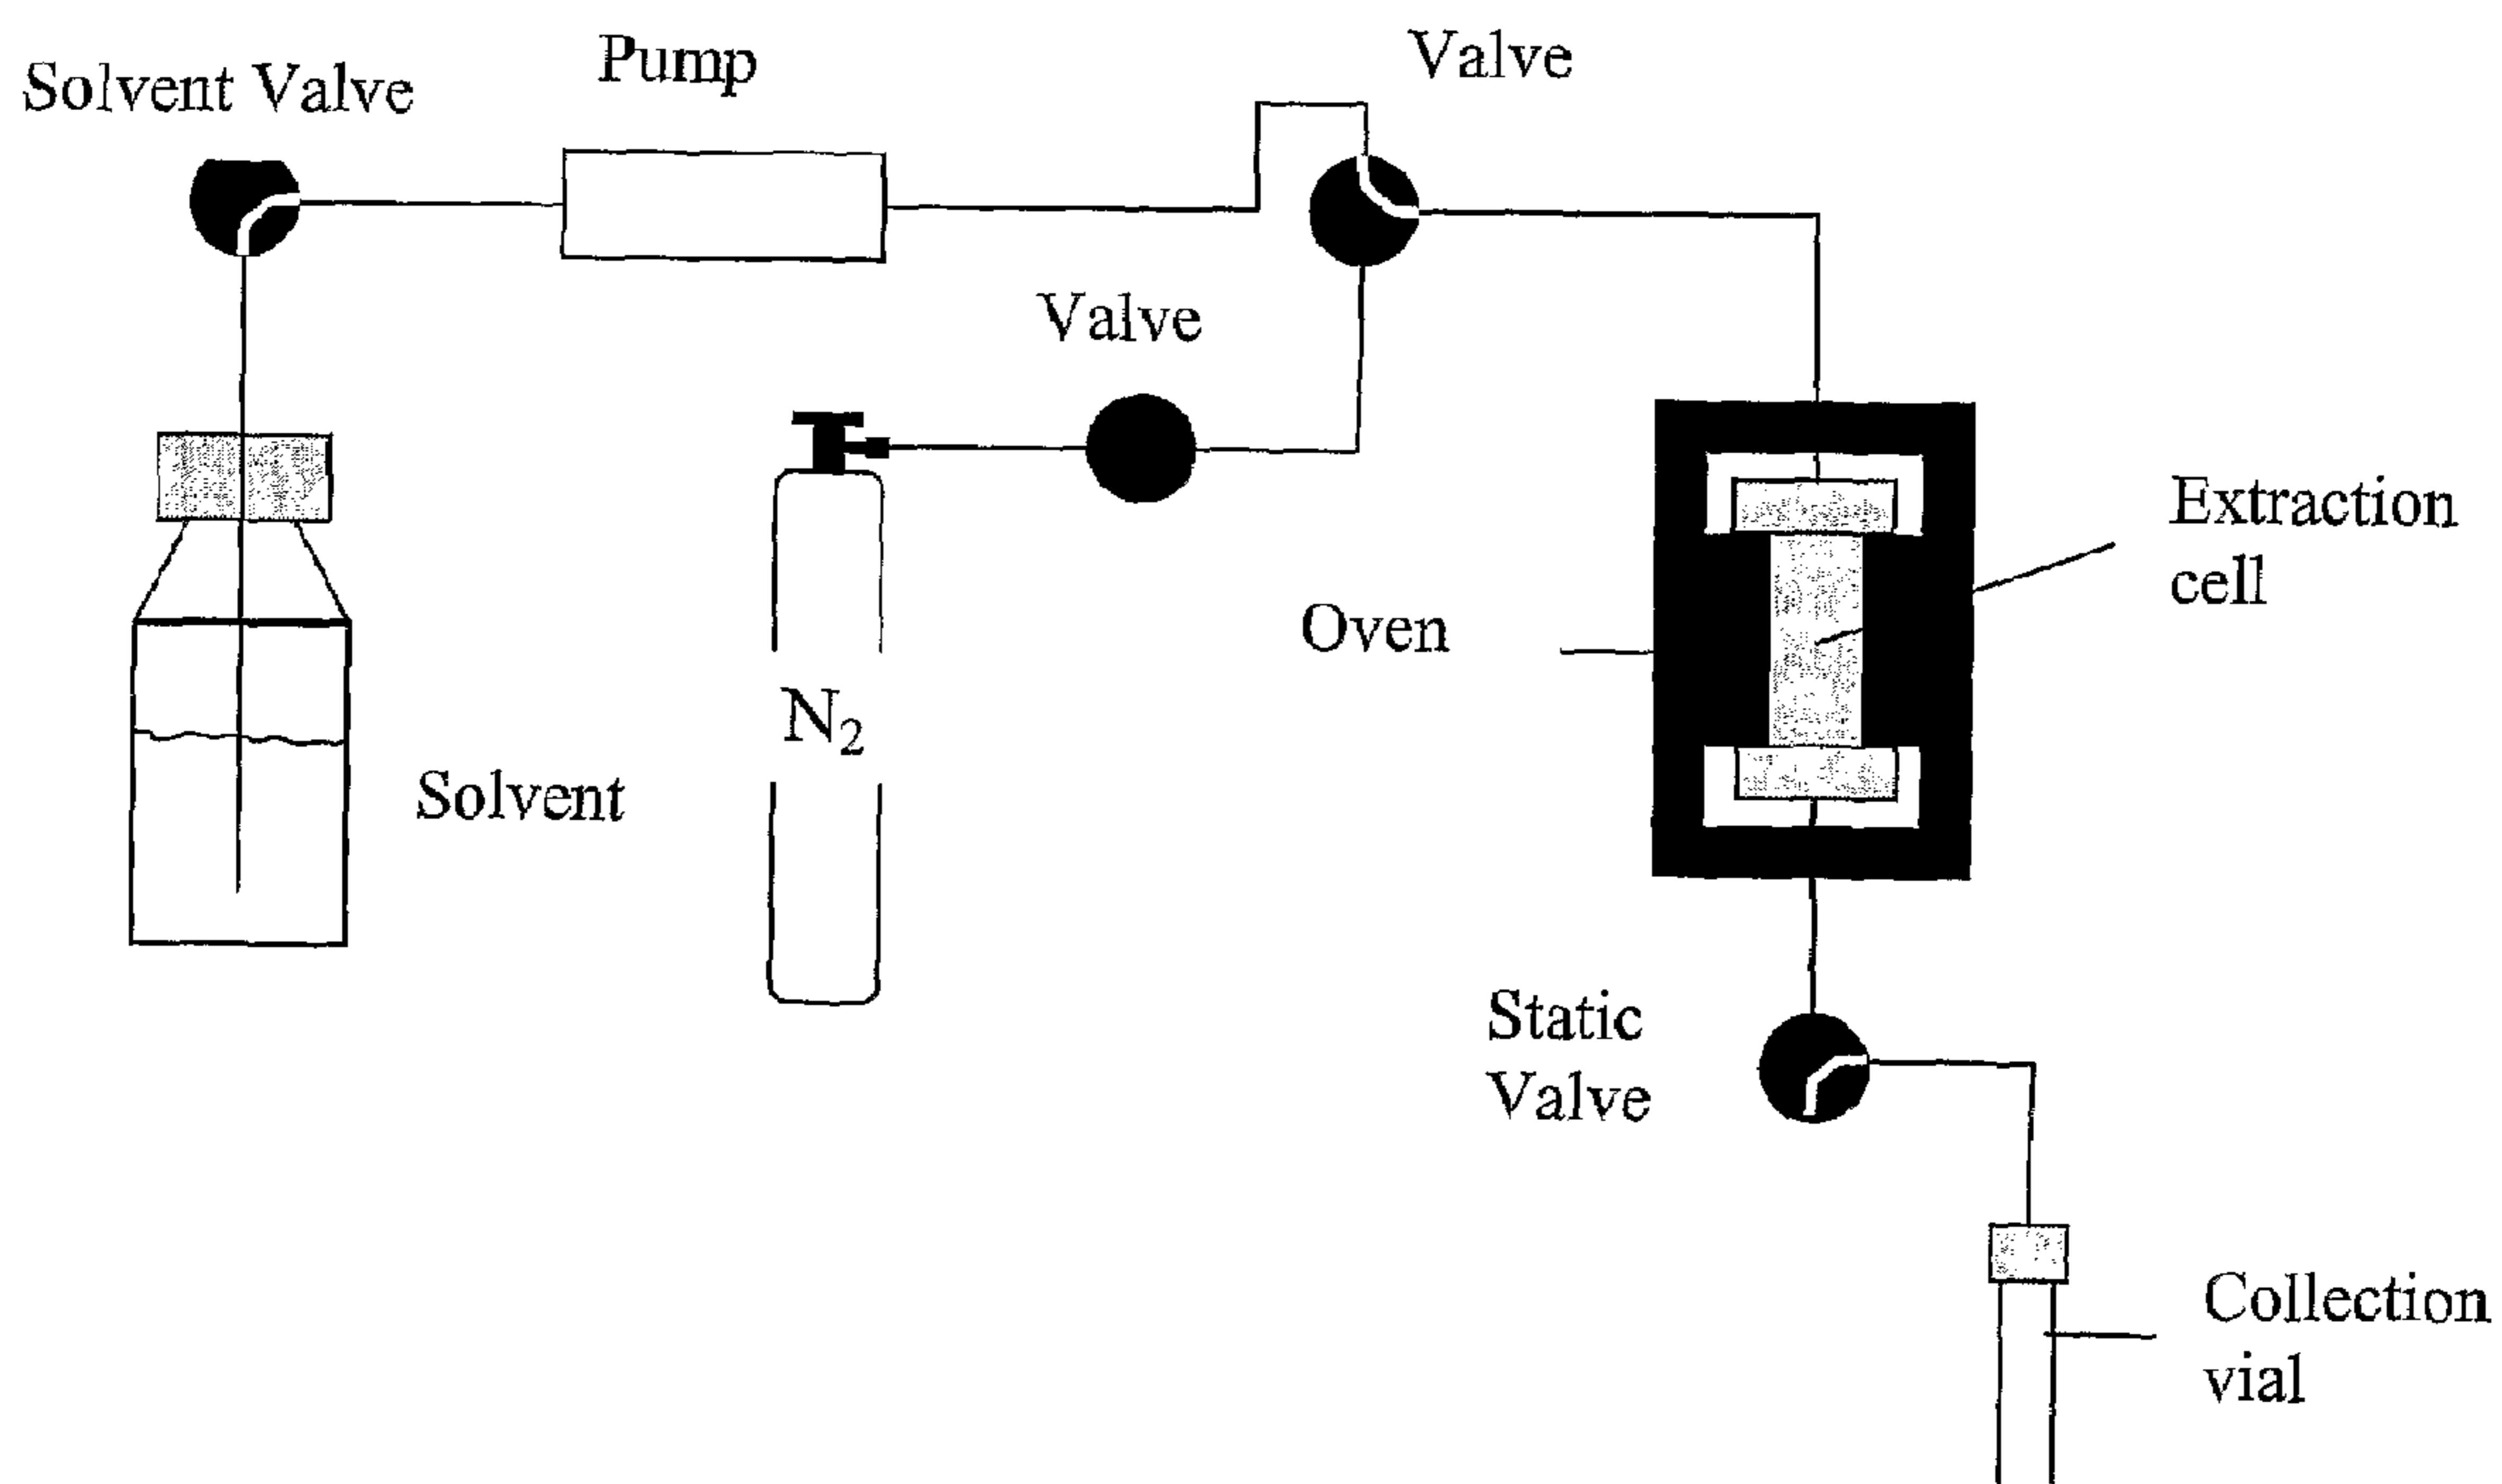 Solvent Valve
Pump
Valve
Valve
Extraction
cell
Oven
N₂
Solvent
Static
Valve
Collection
vial